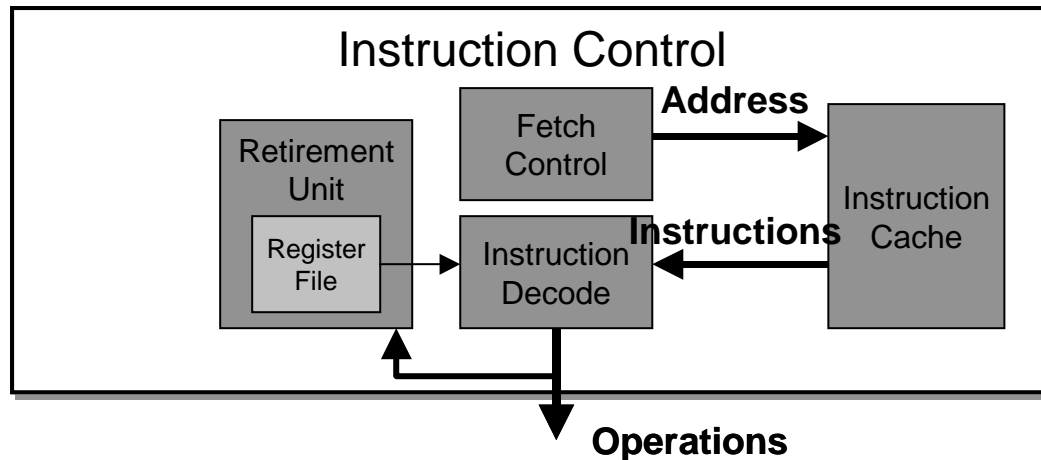 Instruction Control
Address
Fetch
Control
Retirement
Unit
Instruction
Cache
Instructions
Register
File
Instruction
Decode
Operations